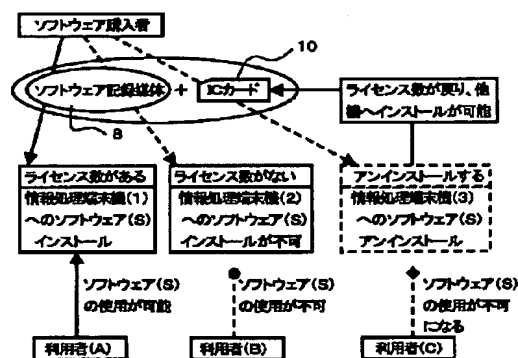 ソフトウェア購入者
10
ソフトウェア記録媒体
+
ICカード
ライセンス数が戻り、他
機へインストールが可能
8
ライセンス数がある
情報処理端末機(1)
へのソフトウェア(S)
インストール
ライセンス数がない
情報処理端末機(2)
へのソフトウェア(S)
インストールが不可
アンインストールする
情報処理端末機(3)
へのソフトウェア(S)
アンインストール
ソフトウェア(S)
の使用が可能
ソフトウェア(S)
の使用が不可
ソフトウェア(S)
の使用が不可
になる
利用者(A)
利用者(B)
利用者(C)